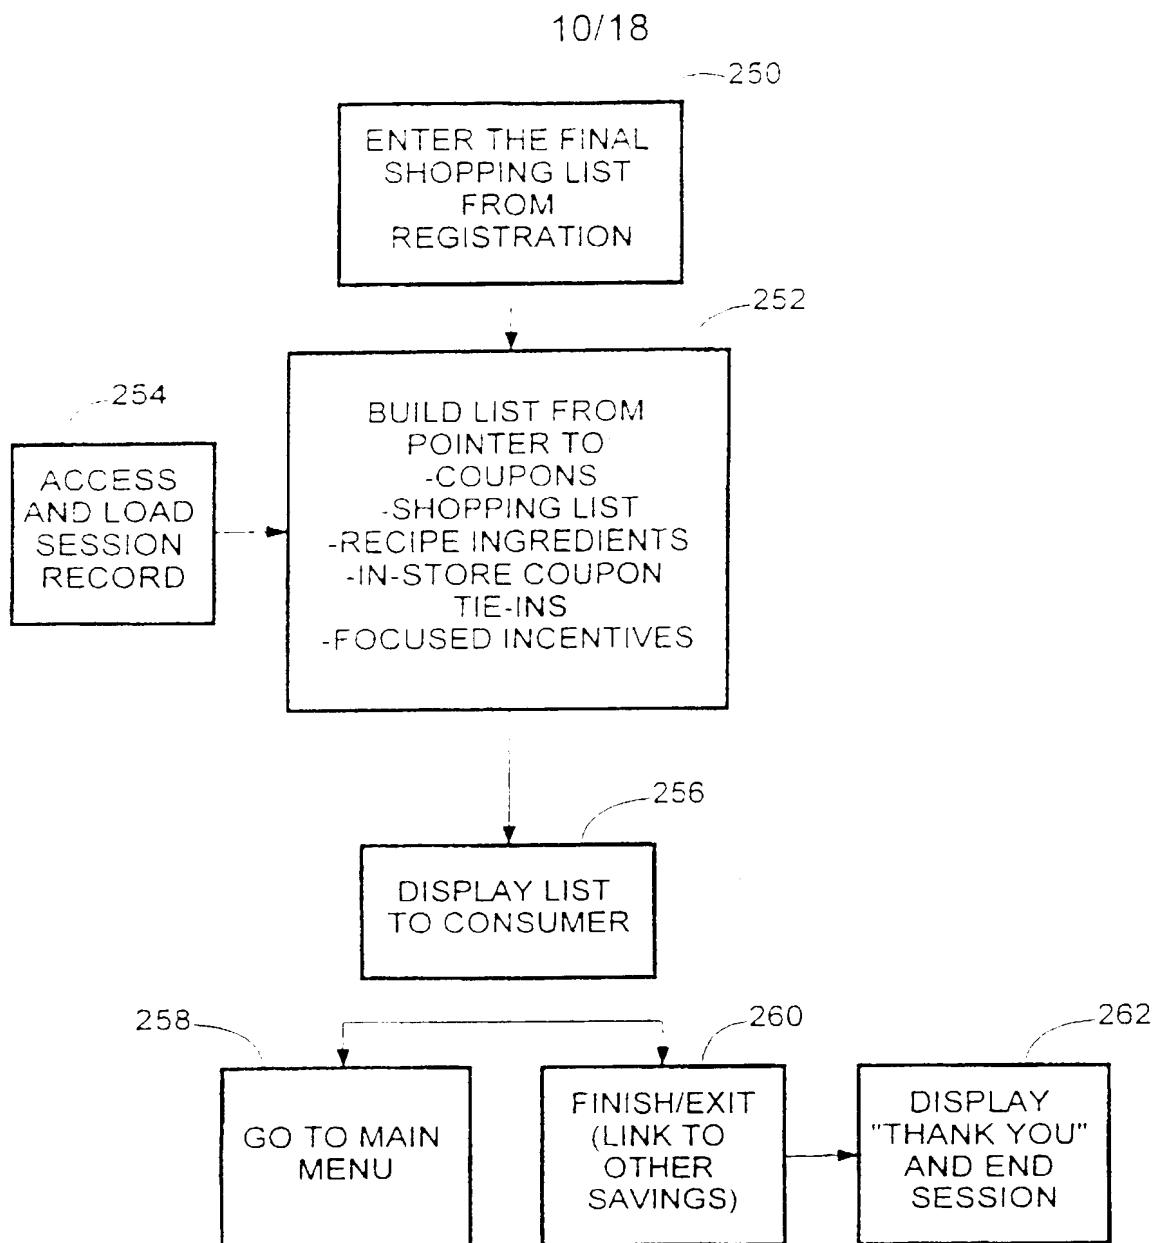 10/18
250
ENTER THE FINAL
SHOPPING LIST
FROM
REGISTRATION
252
254
BUILD LIST FROM
POINTER TO
-COUPONS
-SHOPPING LIST
-RECIPE INGREDIENTS
-IN-STORE COUPON
TIE-INS
-FOCUSED INCENTIVES
ACCESS
AND LOAD
SESSION
RECORD
256
DISPLAY LIST
TO CONSUMER
258
260
262
GO TO MAIN
MENU
FINISH/EXIT
(LINK TO
OTHER
SAVINGS)
DISPLAY
"THANK YOU"
AND END
SESSION